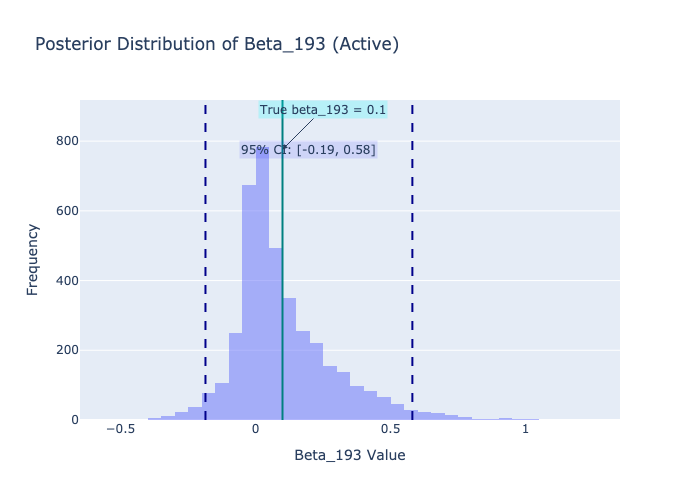 Posterior Distribution of Beta_193 (Active)
True beta_193 = 0.1
95% CI: [-0.19, 0.58]
800
600
400
200
0
Frequency
−0.5
0
0.5
1
Beta_193 Value